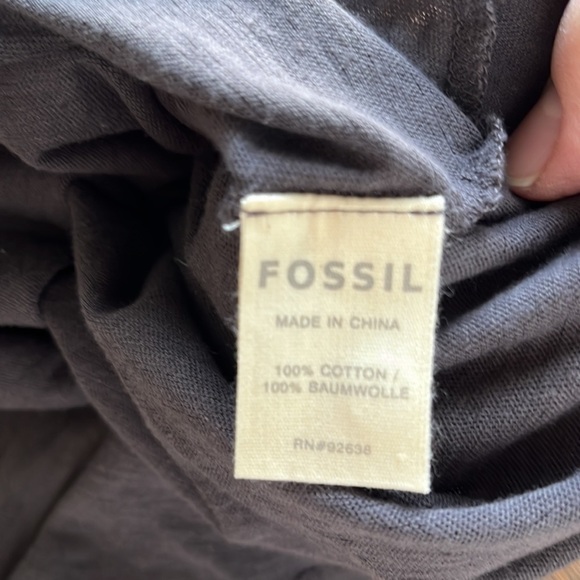 FOSSIL
MADE IN CHINA
100% COTTON /
100% BAUMWOLLE
RN#92638